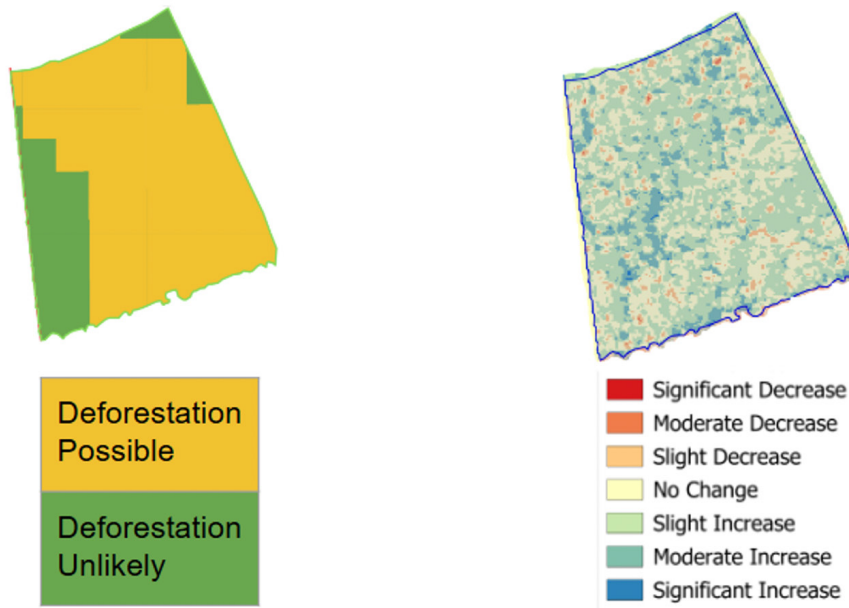 Deforestation
Possible
Deforestation
Unlikely
Significant Decrease
Moderate Decrease
Slight Decrease
No Change
Slight Increase
Moderate Increase
Significant Increase